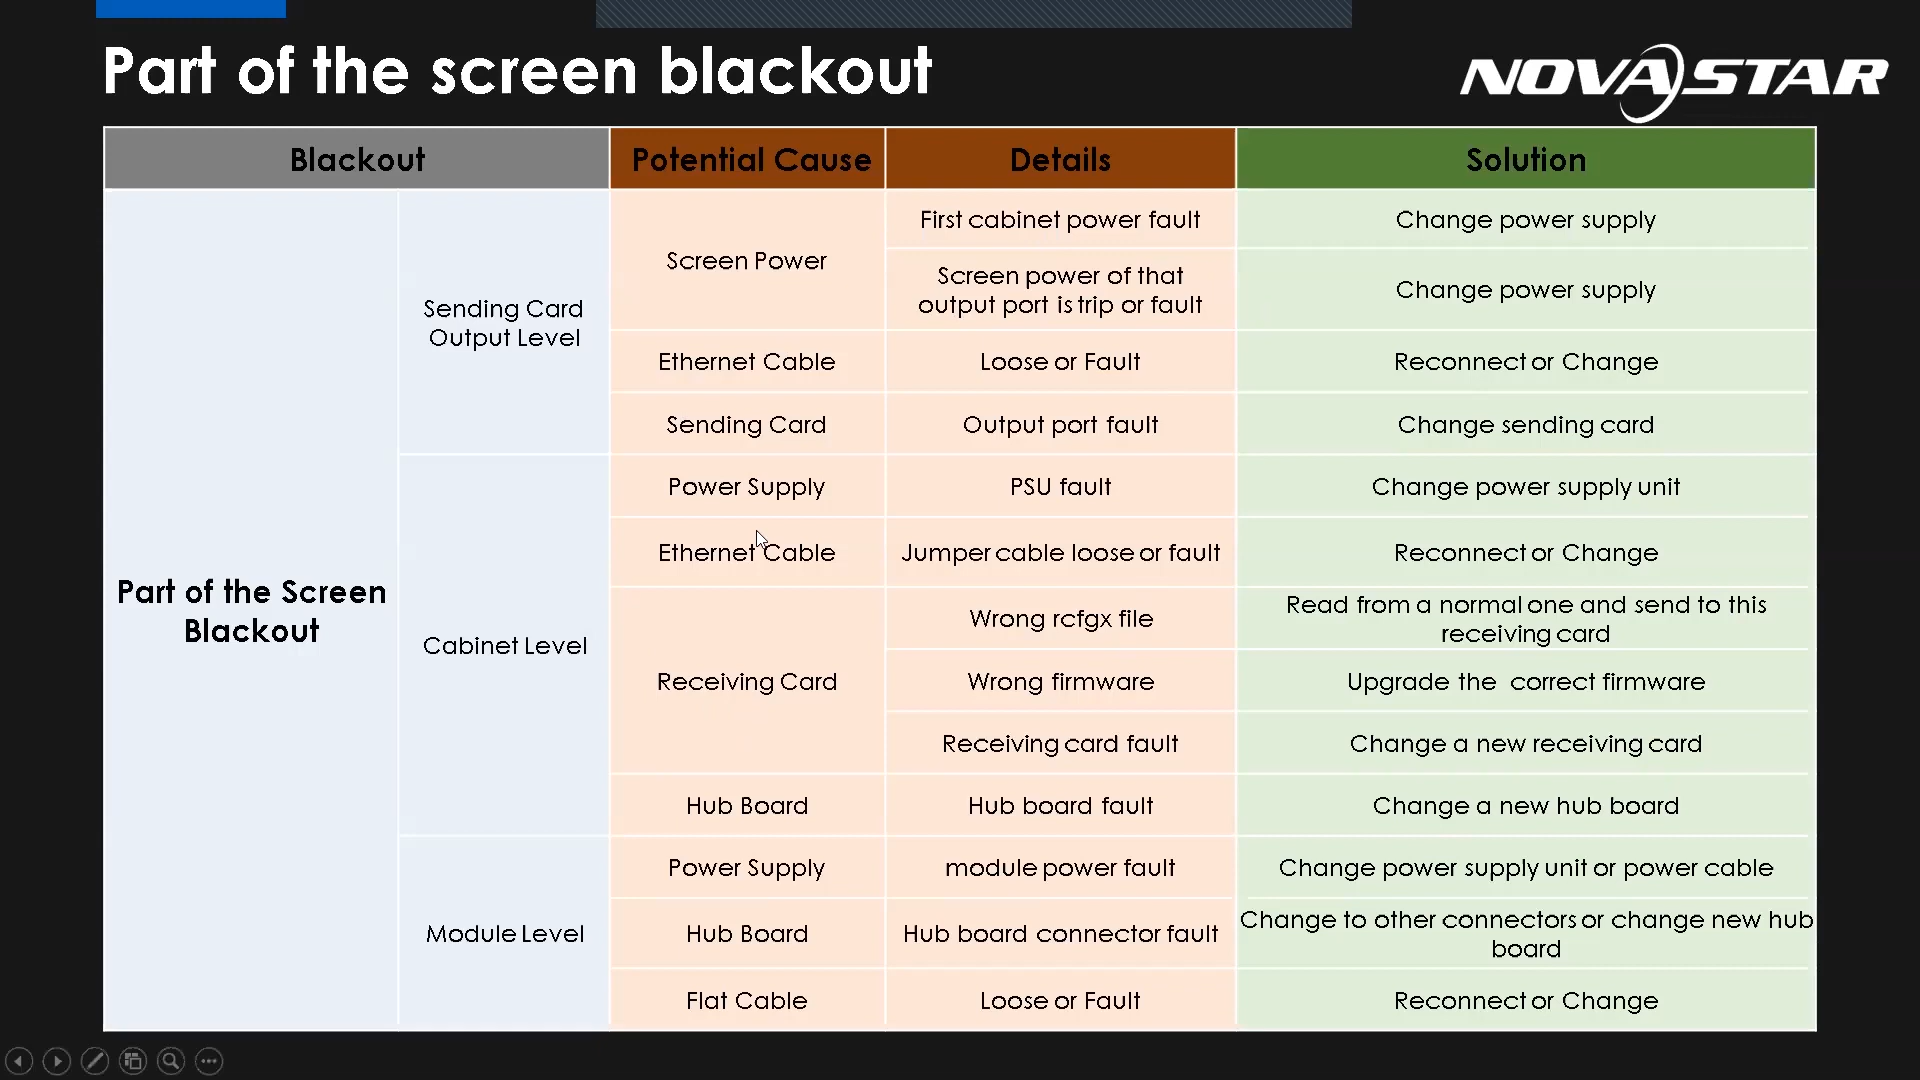 Part of the screen blackout
NOVASTAR
Blackout
Potential Cause
Details
Solution
Part of the Screen
Blackout
Sending Card
Output Level
Screen Power
First cabinet power fault
Change power supply
Screen power of that
output port is trip or fault
Change power supply
Ethernet Cable
Loose or Fault
Reconnect or Change
Sending Card
Output port fault
Change sending card
Cabinet Level
Power Supply
PSU fault
Change power supply unit
Ethernet Cable
Jumper cable loose or fault
Reconnect or Change
Receiving Card
Wrong rcfgx file
Read from a normal one and send to this
receiving card
Wrong firmware
Upgrade the correct firmware
Receiving card fault
Change a new receiving card
Hub Board
Hub board fault
Change a new hub board
Module Level
Power Supply
module power fault
Change power supply unit or power cable
Hub Board
Hub board connector fault
Change to other connectors or change new hub
board
Flat Cable
Loose or Fault
Reconnect or Change